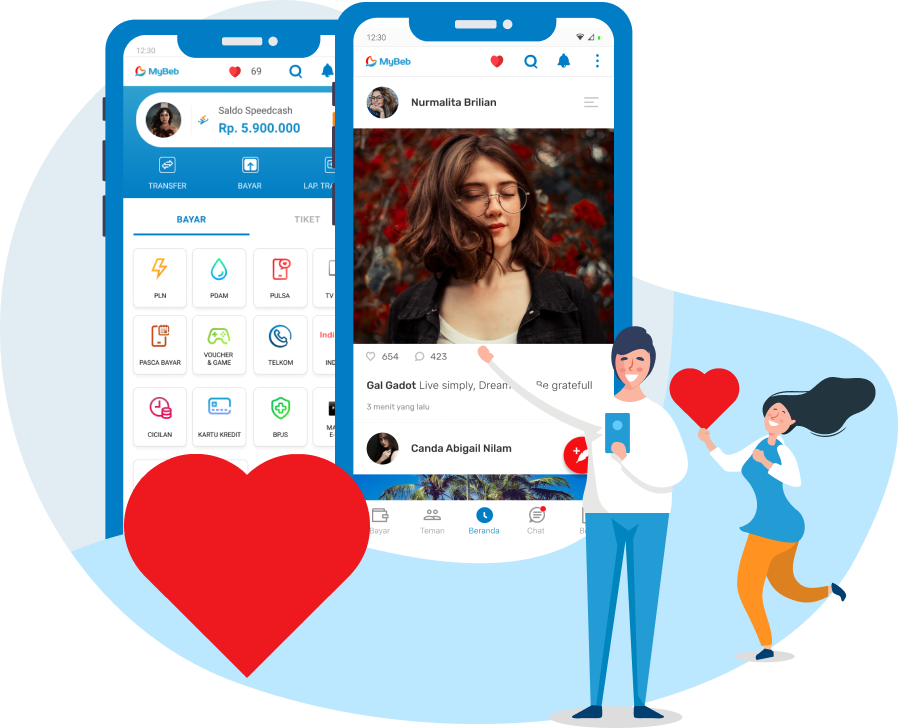 12:30
MyBeb
69
Saldo Speedcash
Rp. 5.900.000
TRANSFER
BAYAR
LAP. TRA
BAYAR
TIKET
PLN
PDAM
PULSA
TV
PASCA BAYAR
VOUCHER
& GAME
TELKOM
Indi
IND
CICILAN
KARTU KREDIT
BPJS
MA
E-
12:30
MyBeb
Nurmalita Brilian
654
423
Gal Gadot Live simply, Dream Be gratefull
3 menit yang lalu
Canda Abigail Nilam
Bayar
Teman
Beranda
Chat